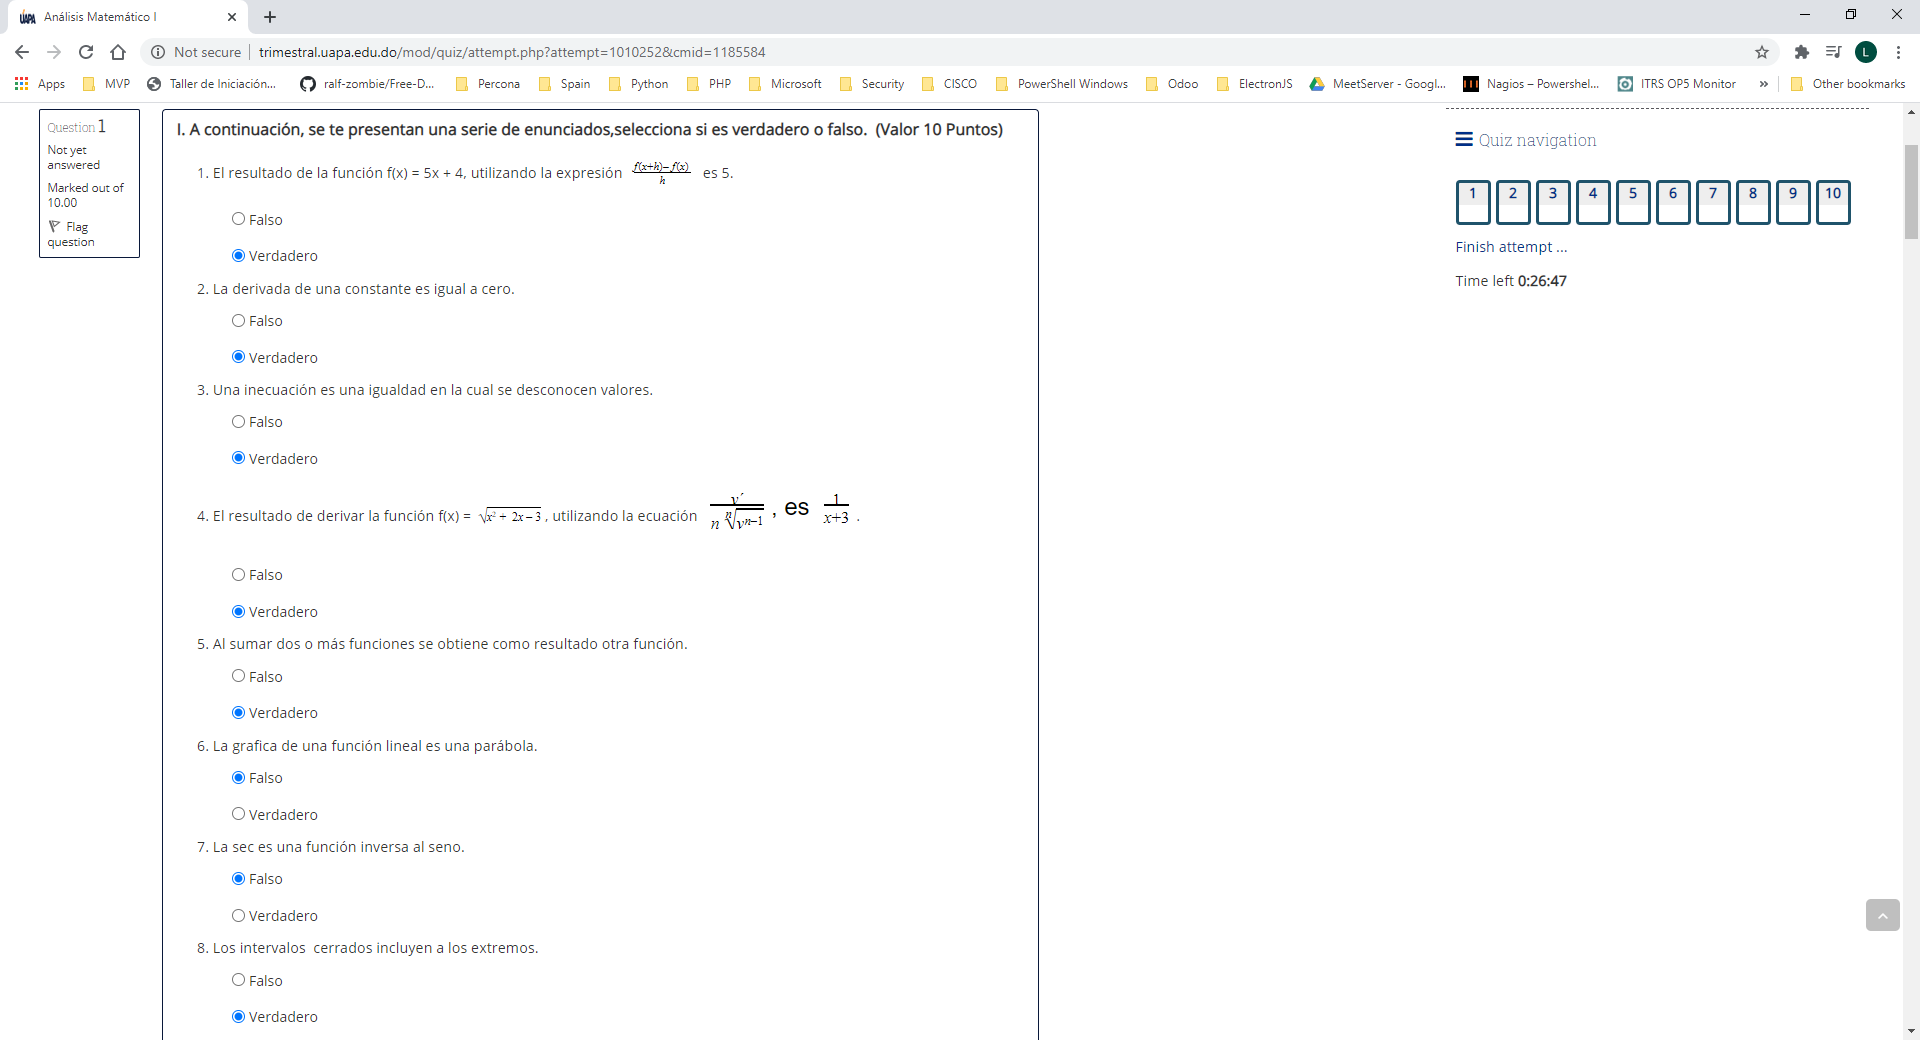 UAPA Análisis Matemático I
Not secure trimestral.uapa.edu.do/mod/quiz/attempt.php?attempt=1010252&cmid=1185584 L
Apps MVP Taller de Iniciación... ralf-zombie/Free-D... Percona Spain Python PHP Microsoft Security CISCO PowerShell Windows Odoo ElectronJS MeetServer - Googl... Nagios – Powershel... ITRS OP5 Monitor » Other bookmarks
Question 1
Not yet
answered
Marked out of
10.00
Flag
question
I. A continuación, se te presentan una serie de enunciados,selecciona si es verdadero o falso. (Valor 10 Puntos)
1. El resultado de la función f(x) = 5x + 4, utilizando la expresión f(x+h)−f(x)/h es 5.
Falso
Verdadero
2. La derivada de una constante es igual a cero.
Falso
Verdadero
3. Una inecuación es una igualdad en la cual se desconocen valores.
Falso
Verdadero
4. El resultado de derivar la función f(x) = √x² + 2x − 3 , utilizando la ecuación v´/n ⁿ√vⁿ⁻¹ , es 1/x+3 .
Falso
Verdadero
5. Al sumar dos o más funciones se obtiene como resultado otra función.
Falso
Verdadero
6. La grafica de una función lineal es una parábola.
Falso
Verdadero
7. La sec es una función inversa al seno.
Falso
Verdadero
8. Los intervalos cerrados incluyen a los extremos.
Falso
Verdadero
Quiz navigation
1 2 3 4 5 6 7 8 9 10
Finish attempt ...
Time left 0:26:47